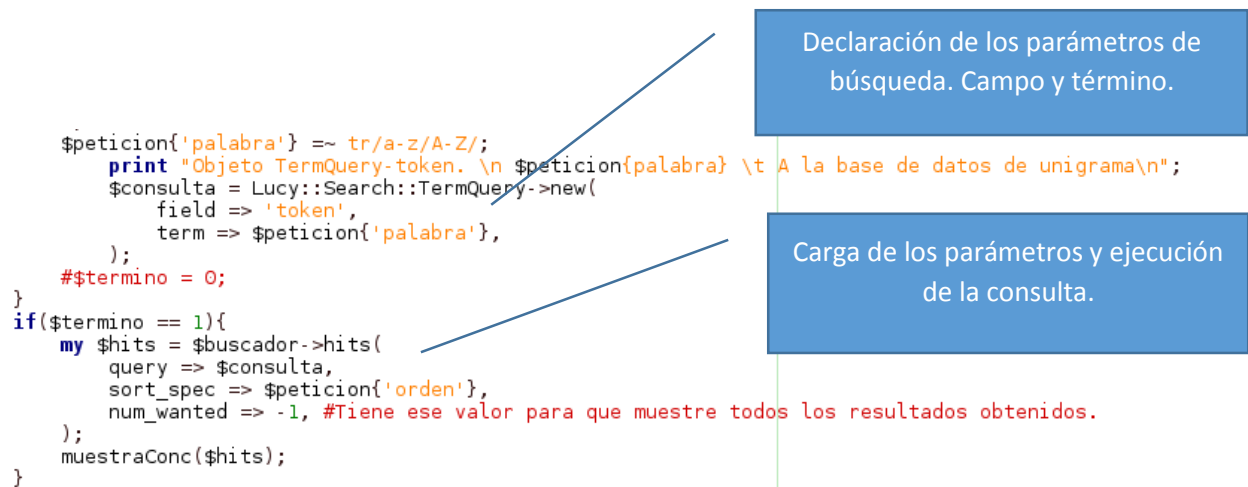 Declaración de los parámetros de
búsqueda. Campo y término.
$peticion{'palabra'} =~ tr/a-z/A-Z/;
print "Objeto TermQuery-token. \n $peticion{palabra} \t A la base de datos de unigrama\n";
$consulta = Lucy::Search::TermQuery->new(
field => 'token',
term => $peticion{'palabra'},
);
#$termino = 0;
}
Carga de los parámetros y ejecución
de la consulta.
if($termino == 1){
my $hits = $buscador->hits(
query => $consulta,
sort_spec => $peticion{'orden'},
num_wanted => -1, #Tiene ese valor para que muestre todos los resultados obtenidos.
);
muestraConc($hits);
}